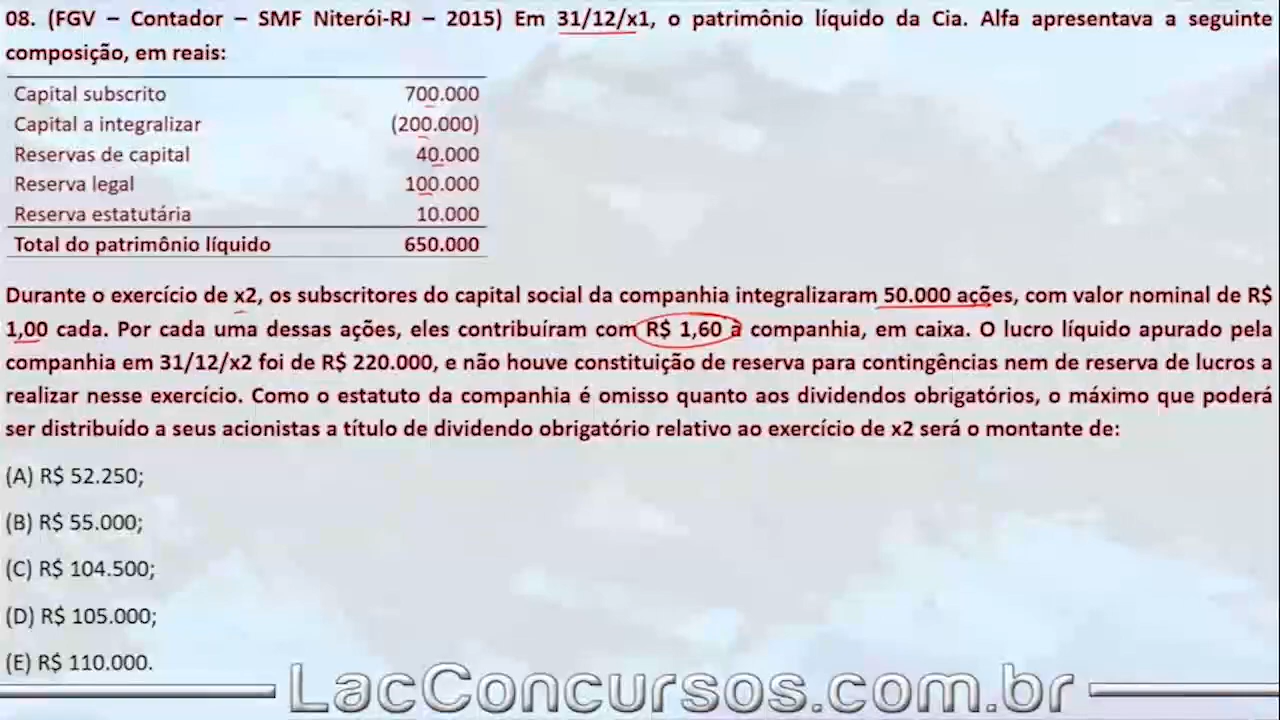 08. (FGV – Contador – SMF Niterói-RJ – 2015) Em 31/12/x1, o patrimônio líquido da Cia. Alfa apresentava a seguinte
composição, em reais:
Capital subscrito 700.000
Capital a integralizar (200.000)
Reservas de capital 40.000
Reserva legal 100.000
Reserva estatutária 10.000
Total do patrimônio líquido 650.000
Durante o exercício de x2, os subscritores do capital social da companhia integralizaram 50.000 ações, com valor nominal de R$
1,00 cada. Por cada uma dessas ações, eles contribuíram com R$ 1,60 à companhia, em caixa. O lucro líquido apurado pela
companhia em 31/12/x2 foi de R$ 220.000, e não houve constituição de reserva para contingências nem de reserva de lucros a
realizar nesse exercício. Como o estatuto da companhia é omisso quanto aos dividendos obrigatórios, o máximo que poderá
ser distribuído a seus acionistas a título de dividendo obrigatório relativo ao exercício de x2 será o montante de:
(A) R$ 52.250;
(B) R$ 55.000;
(C) R$ 104.500;
(D) R$ 105.000;
(E) R$ 110.000.
LacConcursos.com.br